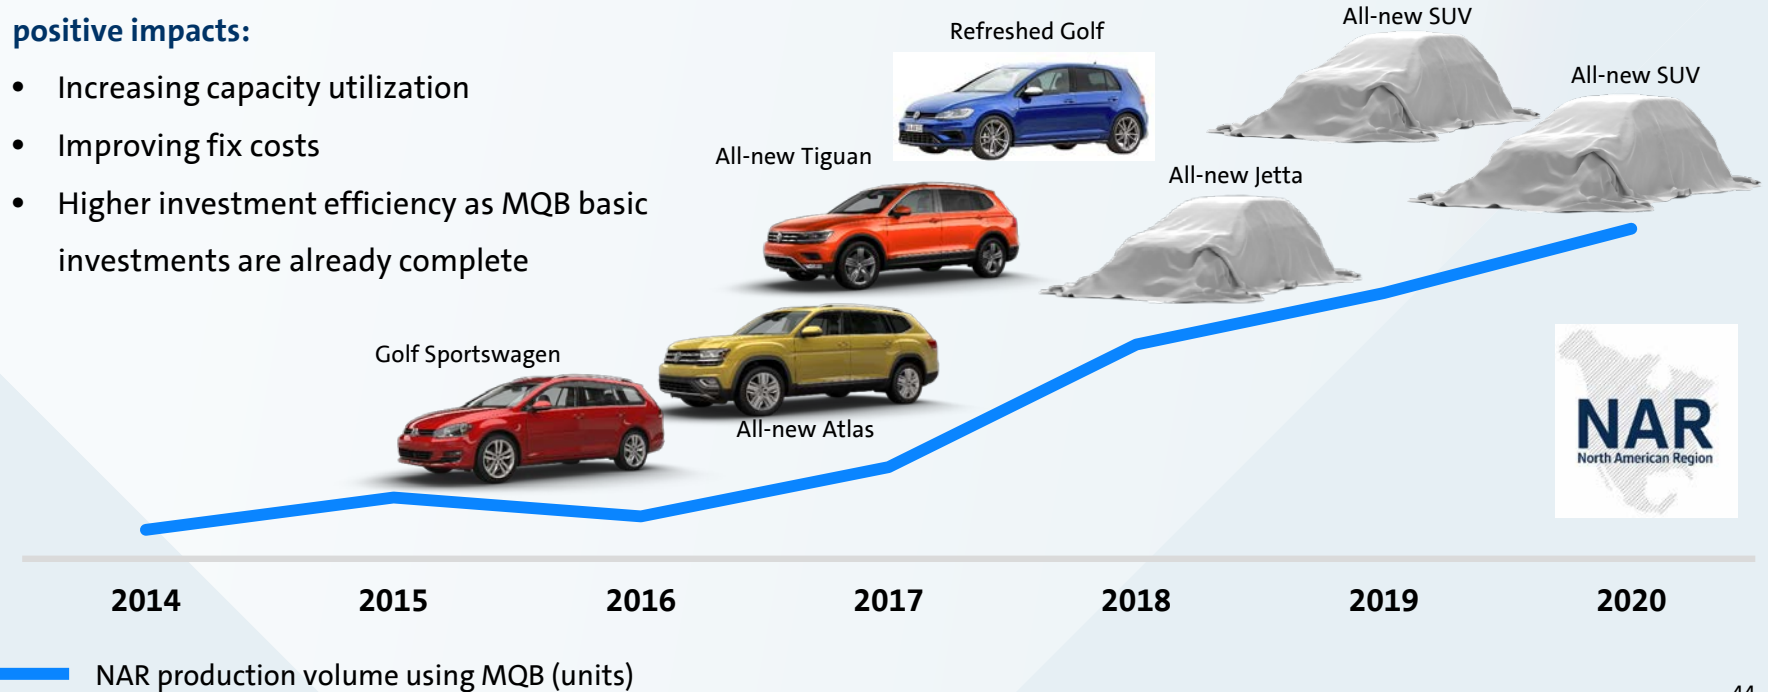 positive impacts:
• Increasing capacity utilization
• Improving fix costs
• Higher investment efficiency as MQB basic
investments are already complete
Refreshed Golf
All-new SUV
All-new SUV
All-new Tiguan
All-new Jetta
Golf Sportswagen
All-new Atlas
NAR
North American Region
2014 2015 2016 2017 2018 2019 2020
NAR production volume using MQB (units)